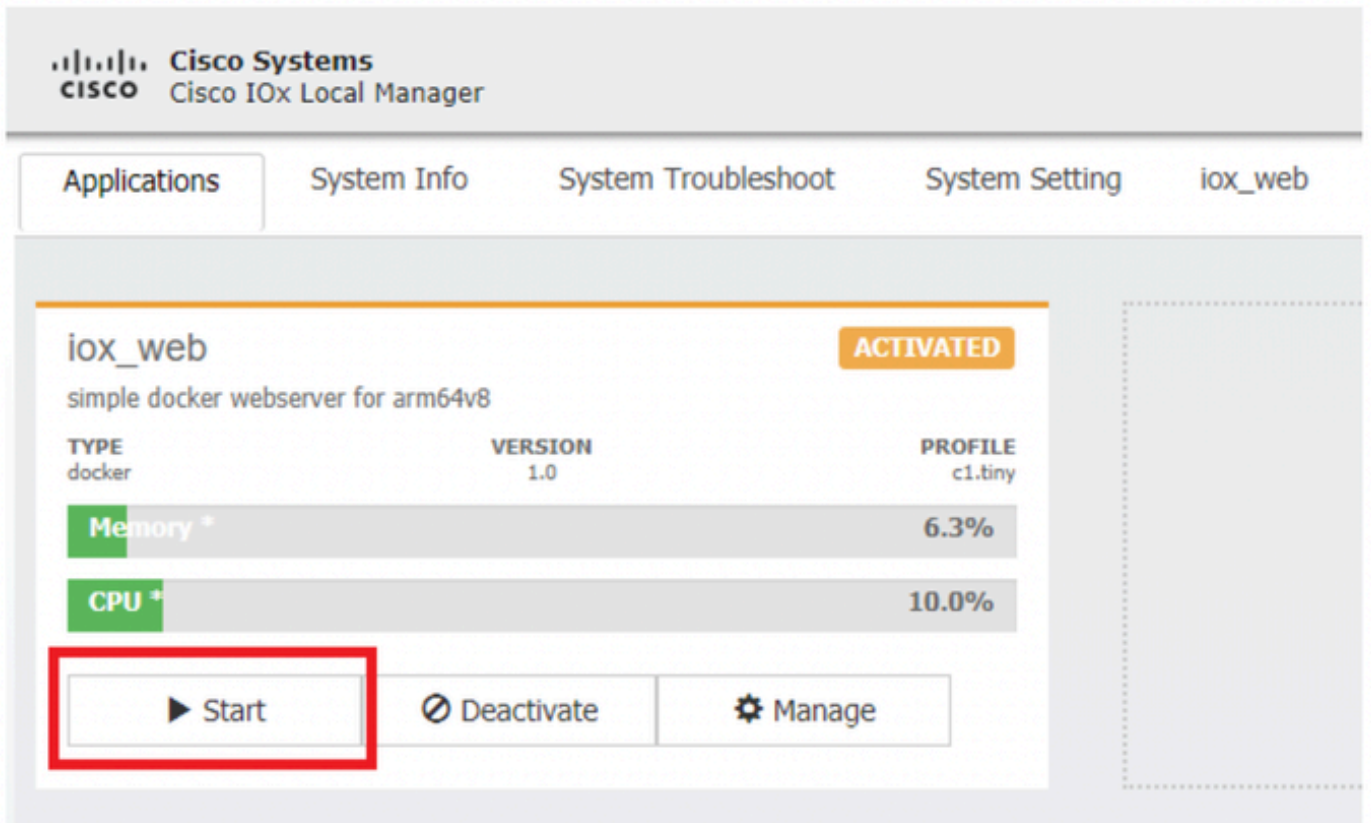 Cisco Systems
CISCO Cisco IOx Local Manager
Applications System Info System Troubleshoot System Setting iox_web
iox_web ACTIVATED
simple docker webserver for arm64v8
TYPE VERSION PROFILE
docker 1.0 c1.tiny
Memory * 6.3%
CPU * 10.0%
Start Deactivate Manage